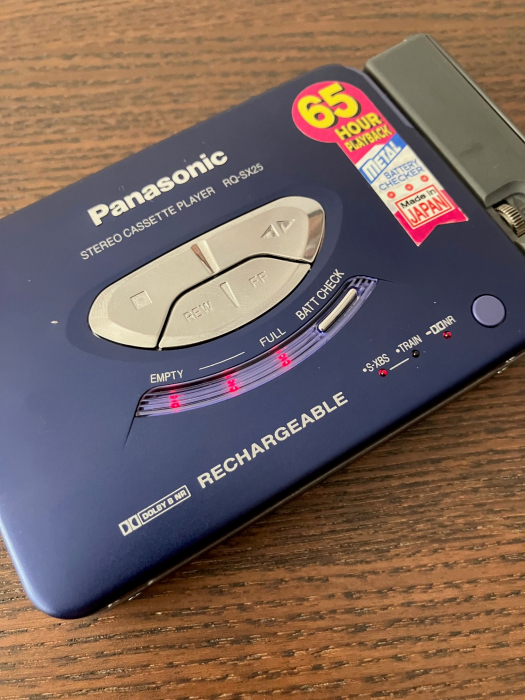 65
HOUR
PLAYBACK
METAL
BATTERY
CHECKER
Made in
JAPAN
Panasonic
STEREO CASSETTE PLAYER RQ-SX25
REW FF
BATT CHECK
EMPTY FULL
•S-XBS •TRAIN •DD NR
RECHARGEABLE
DOLBY B NR